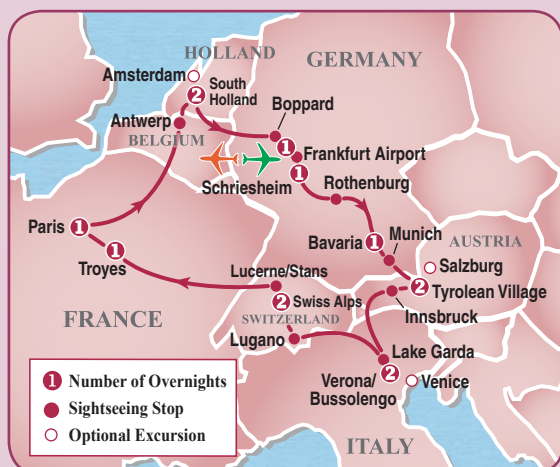 HOLLAND
GERMANY
Amsterdam
2
South
Holland
Boppard
Antwerp
BELGIUM
1
Frankfurt Airport
1
Schriesheim
Rothenburg
Paris
1
Bavaria
1
Munich
AUSTRIA
Troyes
1
Salzburg
Lucerne/Stans
2
Tyrolean Village
2
Swiss Alps
SWITZERLAND
Innsbruck
FRANCE
Lugano
Lake Garda
2
Verona/
Bussolengo
Venice
ITALY
1 Number of Overnights
Sightseeing Stop
Optional Excursion